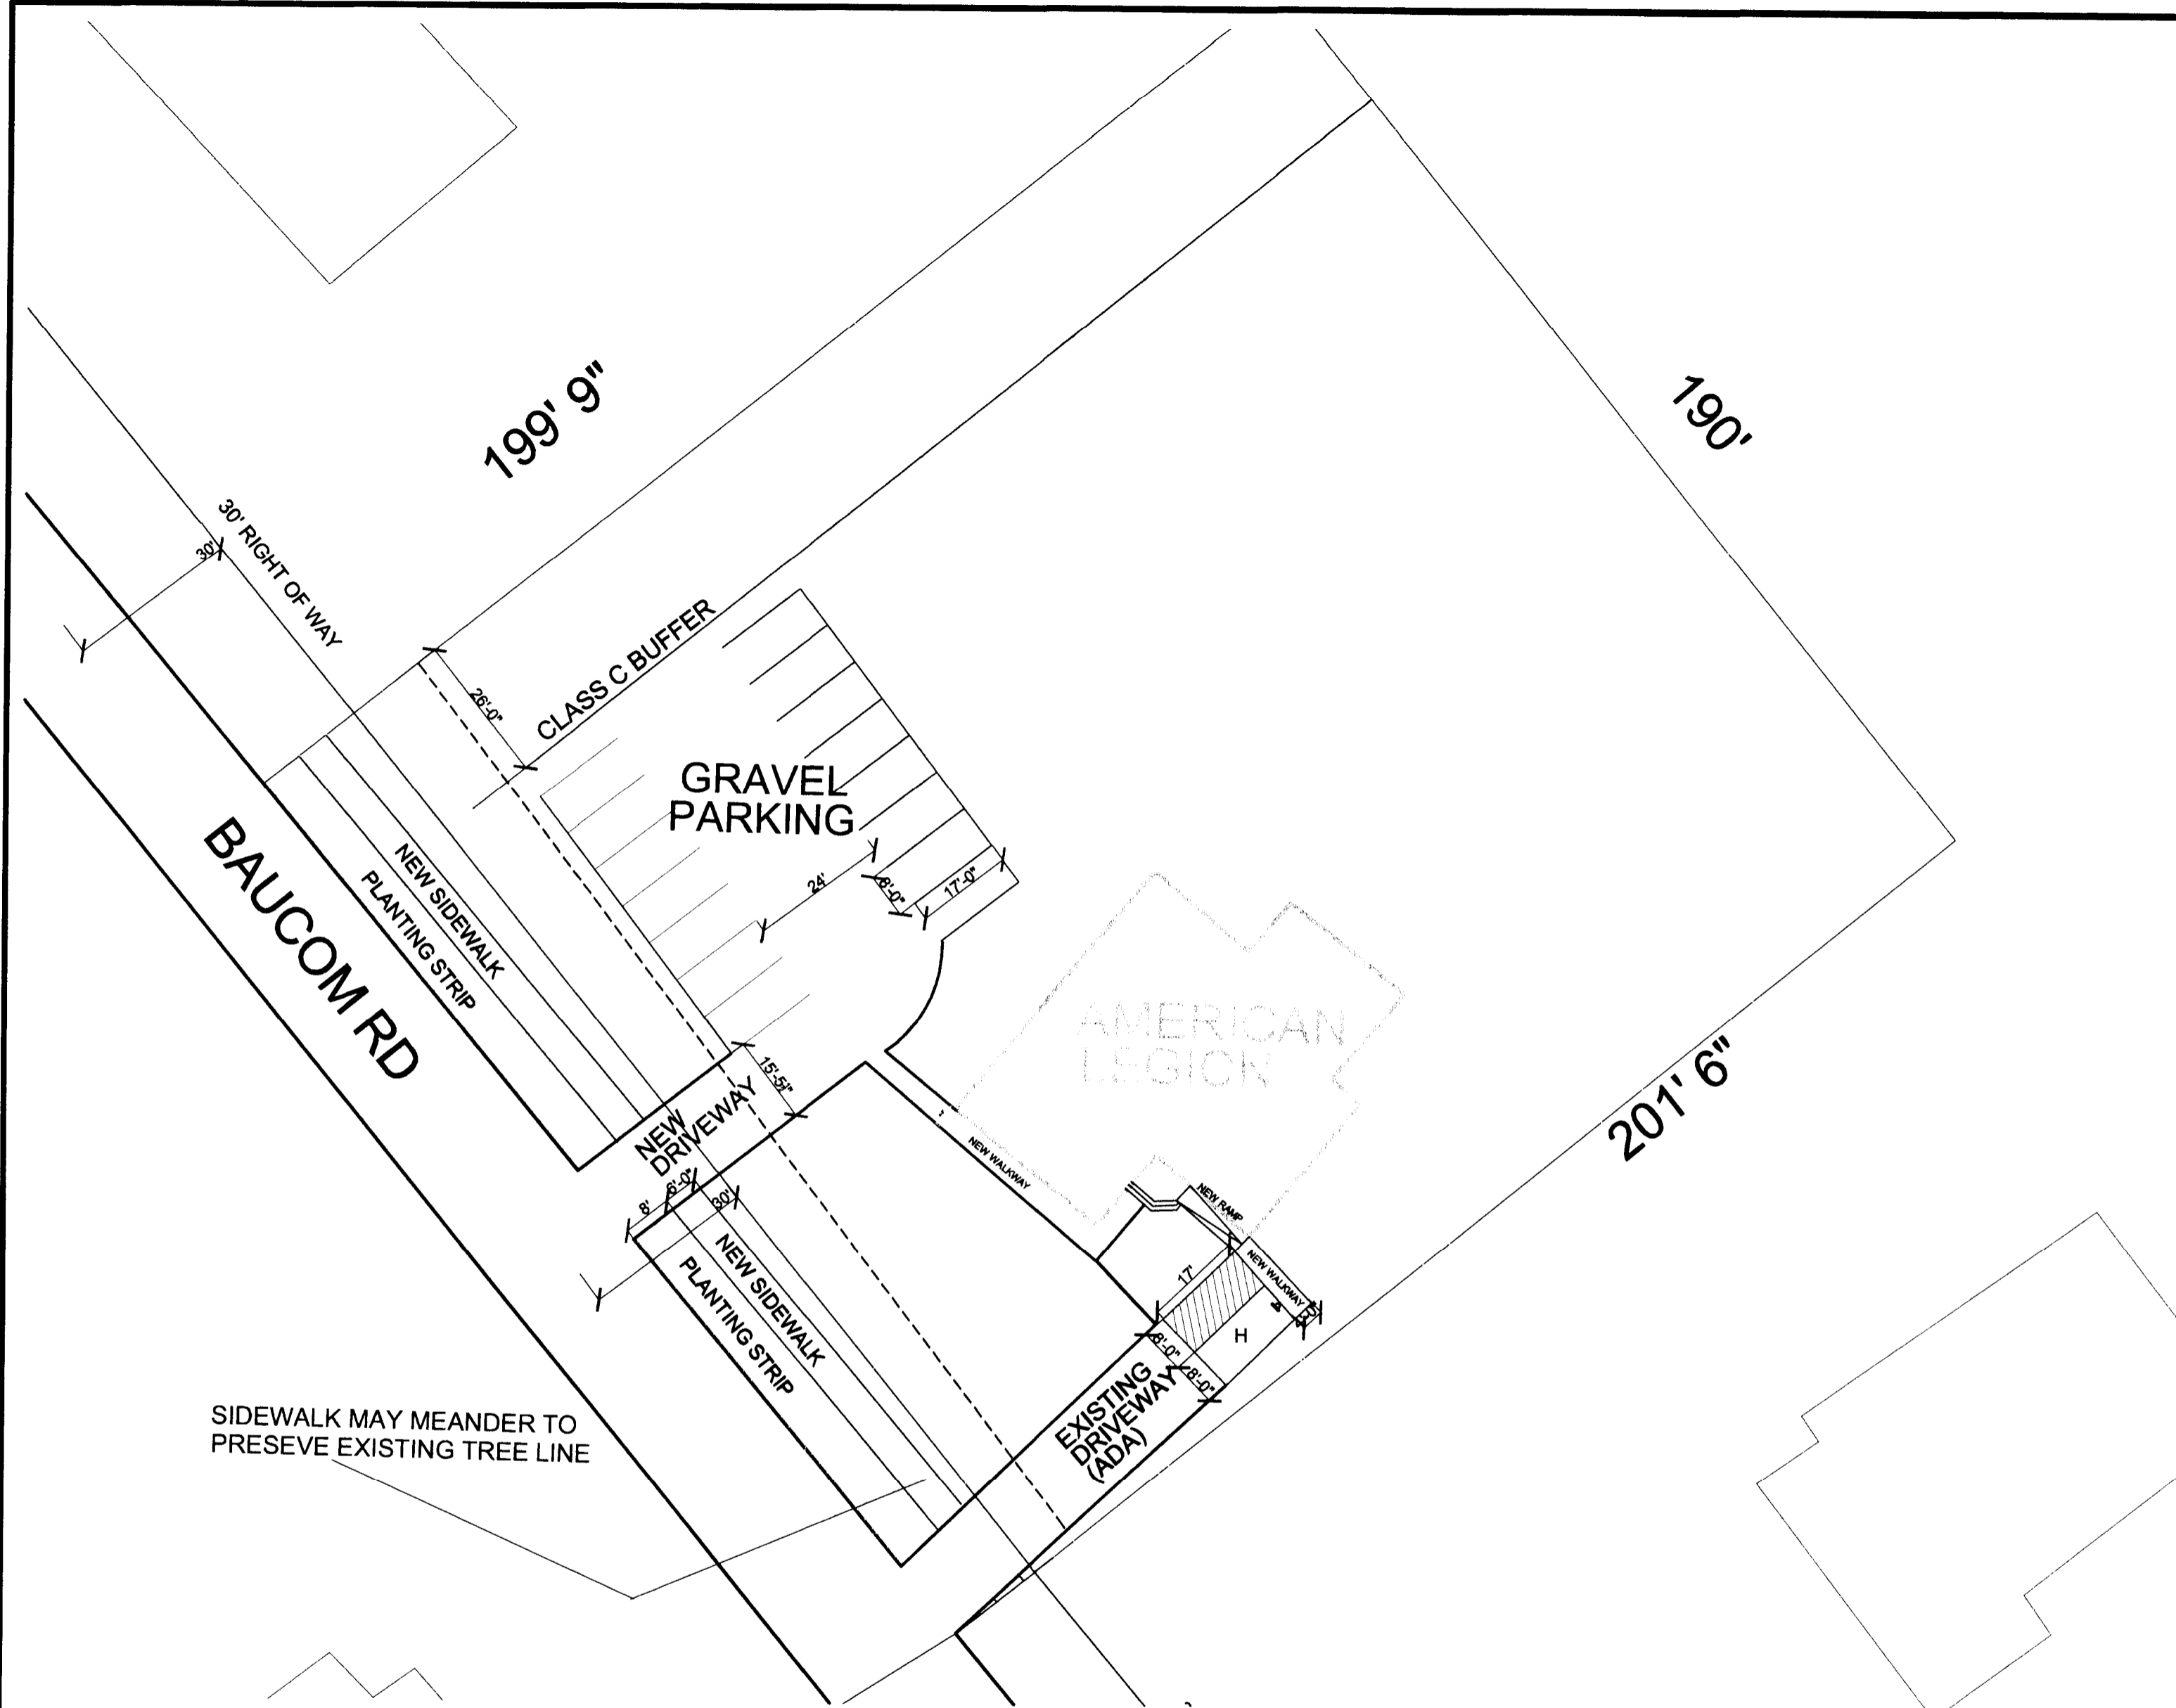 199' 9"
190'
30' RIGHT OF WAY
30'
26'-0"
CLASS C BUFFER
GRAVEL
PARKING
24'
8'-0"
17'-0"
BAUCOM RD
NEW SIDEWALK
PLANTING STRIP
AMERICAN
LEGION
201' 6"
NEW
DRIVEWAY
NEW WALKWAY
8'
6'-0"
30'
NEW RAMP
NEW SIDEWALK
PLANTING STRIP
NEW WALKWAY
17'
H
8'-0"
8'-0"
EXISTING
DRIVEWAY
(ADA)
SIDEWALK MAY MEANDER TO
PRESEVE EXISTING TREE LINE